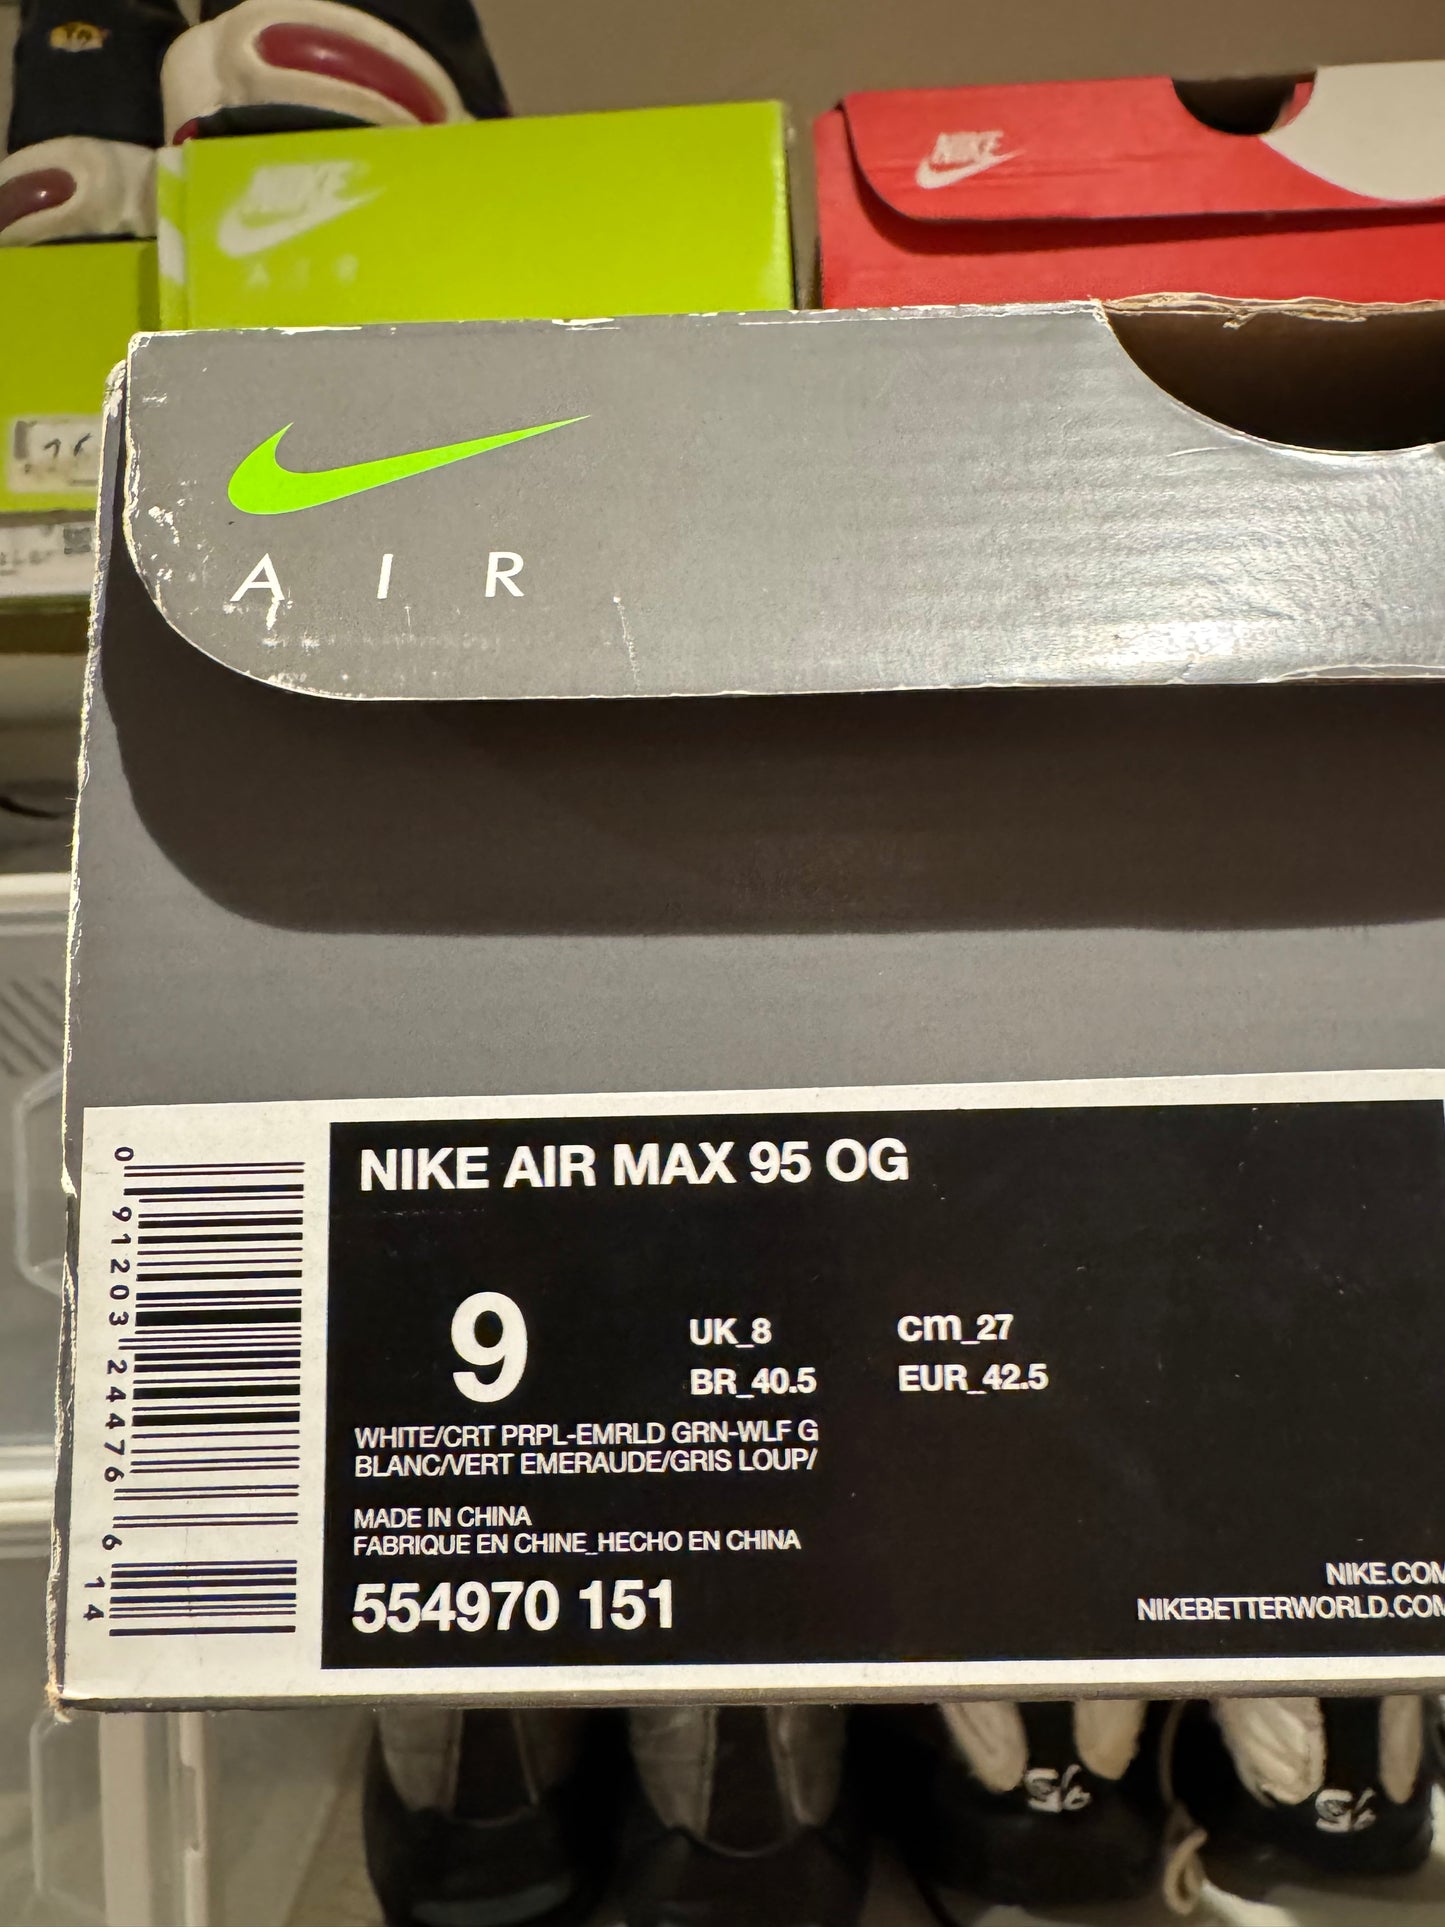 NIKE
AIR
NIKE
AIR
NIKE AIR MAX 95 OG
9
UK_8
cm_27
BR_40.5
EUR_42.5
WHITE/CRT PRPL-EMRLD GRN-WLF G
BLANC/VERT EMERAUDE/GRIS LOUP/
MADE IN CHINA
FABRIQUE EN CHINE_HECHO EN CHINA
554970 151
NIKE.COM
NIKEBETTERWORLD.COM
0 91203 24476 6 14
95
95